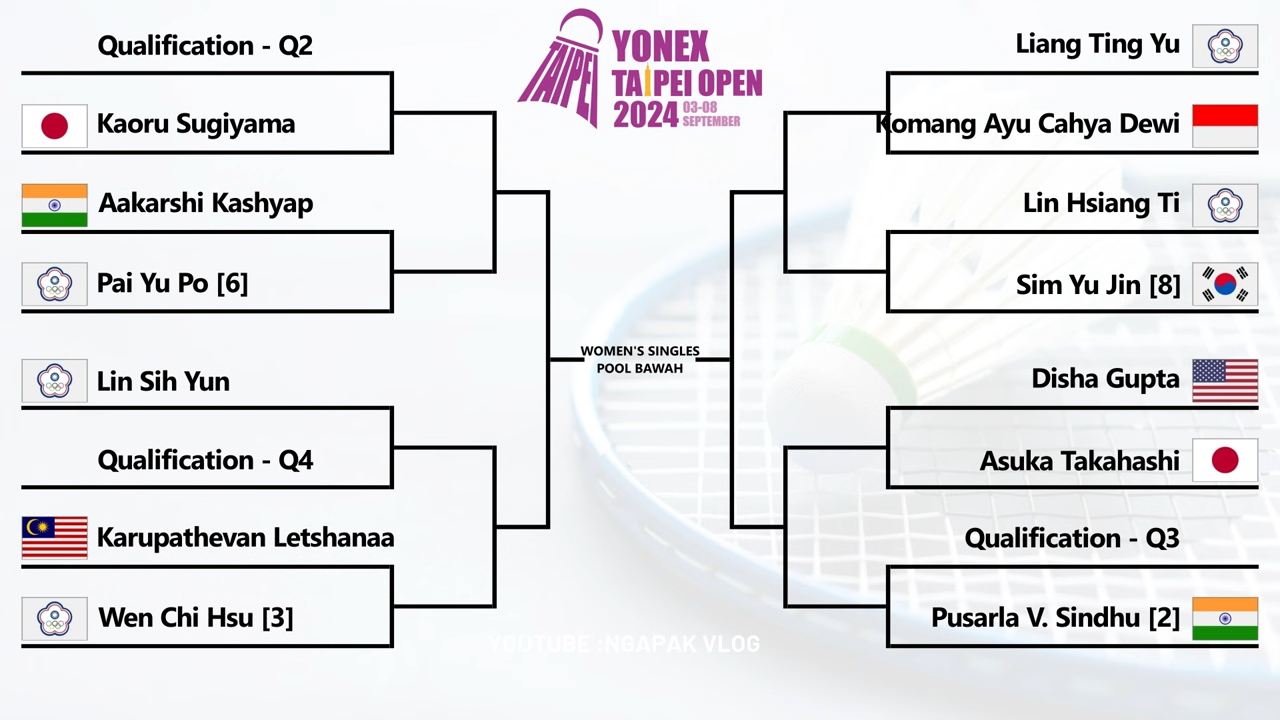 Qualification - Q2
Kaoru Sugiyama
Aakarshi Kashyap
Pai Yu Po [6]
Lin Sih Yun
Qualification - Q4
Karupathevan Letshanaa
Wen Chi Hsu [3]
TAIPEI
YONEX
TAIPEI OPEN
2024 03-08
SEPTEMBER
WOMEN'S SINGLES
POOL BAWAH
Liang Ting Yu
Komang Ayu Cahya Dewi
Lin Hsiang Ti
Sim Yu Jin [8]
Disha Gupta
Asuka Takahashi
Qualification - Q3
Pusarla V. Sindhu [2]
YOUTUBE :NGAPAK VLOG